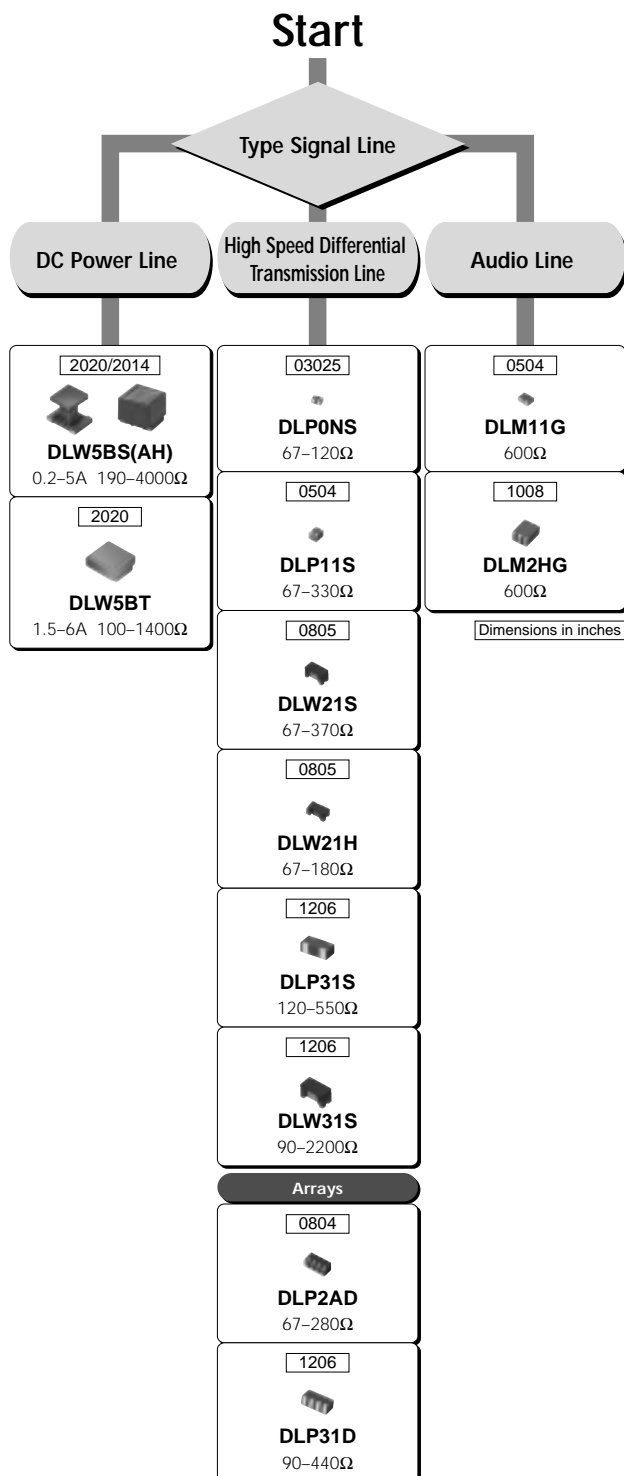 Start
Type Signal Line
DC Power Line
High Speed Differential
Transmission Line
Audio Line
2020/2014
DLW5BS(AH)
0.2–5A 190–4000Ω
2020
DLW5BT
1.5–6A 100–1400Ω
03025
DLP0NS
67–120Ω
0504
DLP11S
67–330Ω
0805
DLW21S
67–370Ω
0805
DLW21H
67–180Ω
1206
DLP31S
120–550Ω
1206
DLW31S
90–2200Ω
Arrays
0804
DLP2AD
67–280Ω
1206
DLP31D
90–440Ω
0504
DLM11G
600Ω
1008
DLM2HG
600Ω
Dimensions in inches